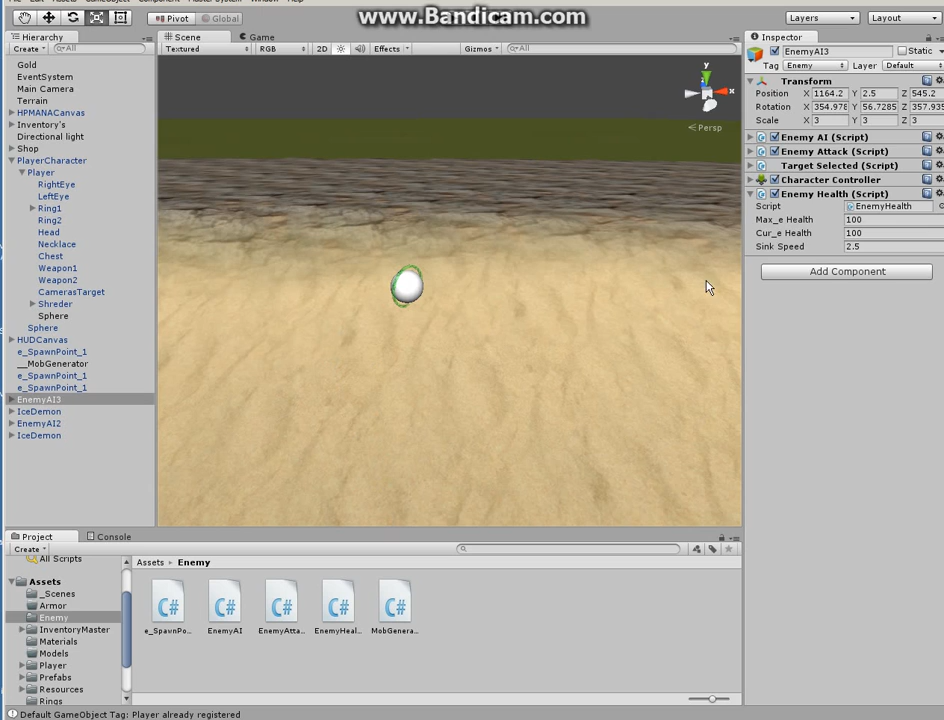 www.Bandicam.com
Pivot Global Layers Layout
Hierarchy Scene Game Inspector
Create All Textured RGB 2D Effects Gizmos All
EnemyAI3 Static
Tag Enemy Layer Default
Transform
Position X 1164.2 Y 2.5 Z 545.2
Rotation X 354.978 Y 56.7285 Z 357.935
Scale X 3 Y 3 Z 3
Enemy AI (Script)
Enemy Attack (Script)
Target Selected (Script)
Character Controller
Enemy Health (Script)
Script EnemyHealth
Max_e Health 100
Cur_e Health 100
Sink Speed 2.5
Add Component
y
x
Persp
Gold
EventSystem
Main Camera
Terrain
HPMANACanvas
Inventory's
Directional light
Shop
PlayerCharacter
Player
RightEye
LeftEye
Ring1
Ring2
Head
Necklace
Chest
Weapon1
Weapon2
CamerasTarget
Shreder
Sphere
Sphere
HUDCanvas
e_SpawnPoint_1
__MobGenerator
e_SpawnPoint_1
e_SpawnPoint_1
EnemyAI3
IceDemon
EnemyAI2
IceDemon
Project Console
Create
All Scripts
Assets
_Scenes
Armor
Enemy
InventoryMaster
Materials
Models
Player
Prefabs
Resources
Rings
Assets Enemy
C# C# C# C# C#
e_SpawnPo... EnemyAI EnemyAtta... EnemyHeal... MobGenera...
Default GameObject Tag: Player already registered